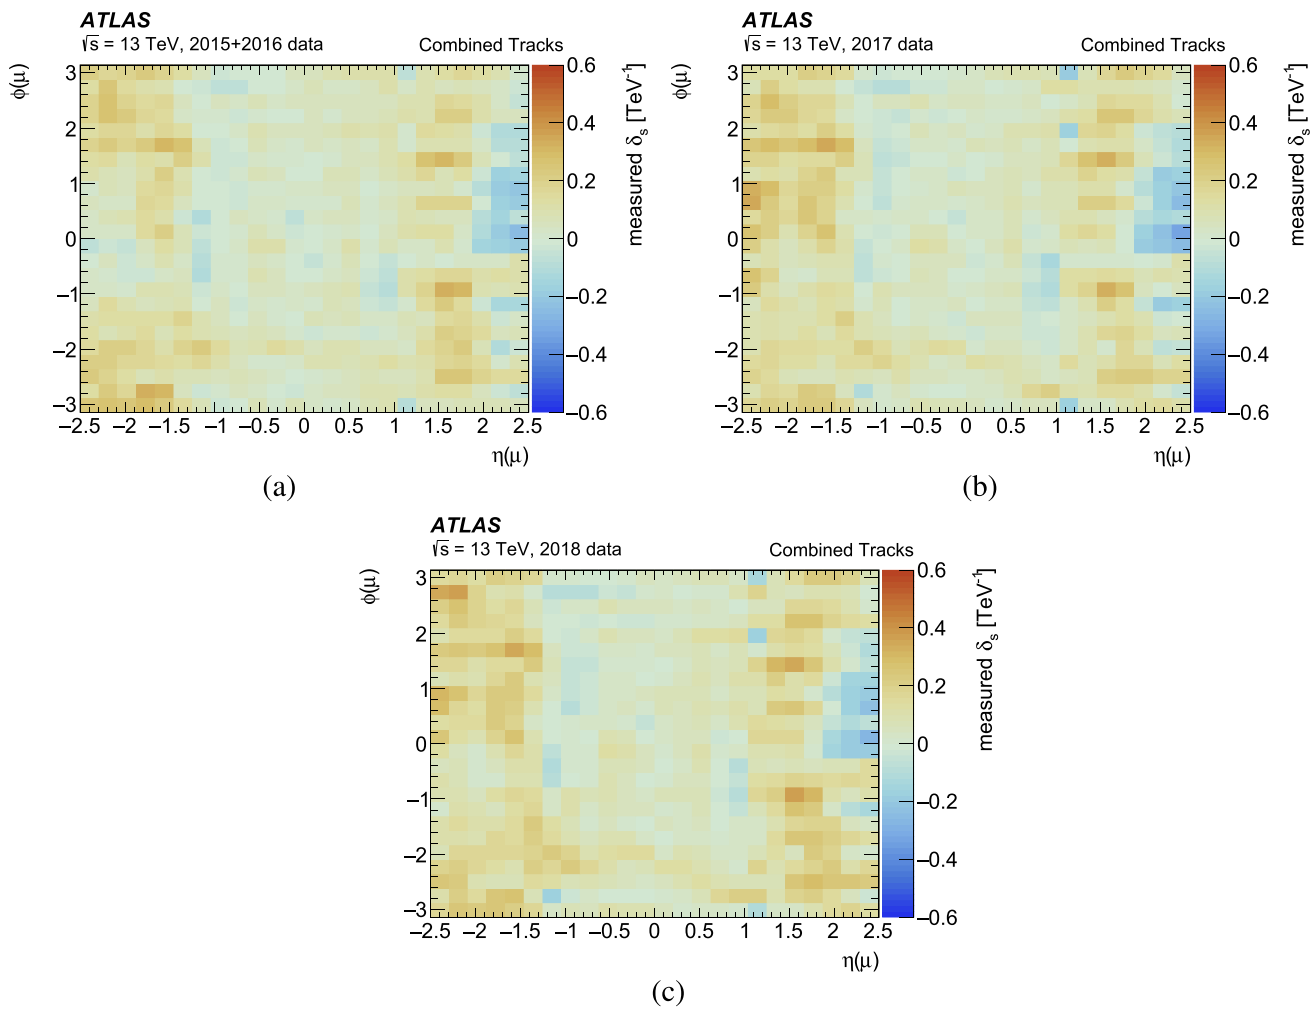 ATLAS
√s = 13 TeV, 2015+2016 data
Combined Tracks
ϕ(μ)
3
2
1
0
−1
−2
−3
−2.5 −2 −1.5 −1 −0.5 0 0.5 1 1.5 2 2.5
η(μ)
0.6
0.4
0.2
0
−0.2
−0.4
−0.6
measured δs [TeV⁻¹]
(a)
ATLAS
√s = 13 TeV, 2017 data
Combined Tracks
ϕ(μ)
3
2
1
0
−1
−2
−3
−2.5 −2 −1.5 −1 −0.5 0 0.5 1 1.5 2 2.5
η(μ)
0.6
0.4
0.2
0
−0.2
−0.4
−0.6
measured δs [TeV⁻¹]
(b)
ATLAS
√s = 13 TeV, 2018 data
Combined Tracks
ϕ(μ)
3
2
1
0
−1
−2
−3
−2.5 −2 −1.5 −1 −0.5 0 0.5 1 1.5 2 2.5
η(μ)
0.6
0.4
0.2
0
−0.2
−0.4
−0.6
measured δs [TeV⁻¹]
(c)